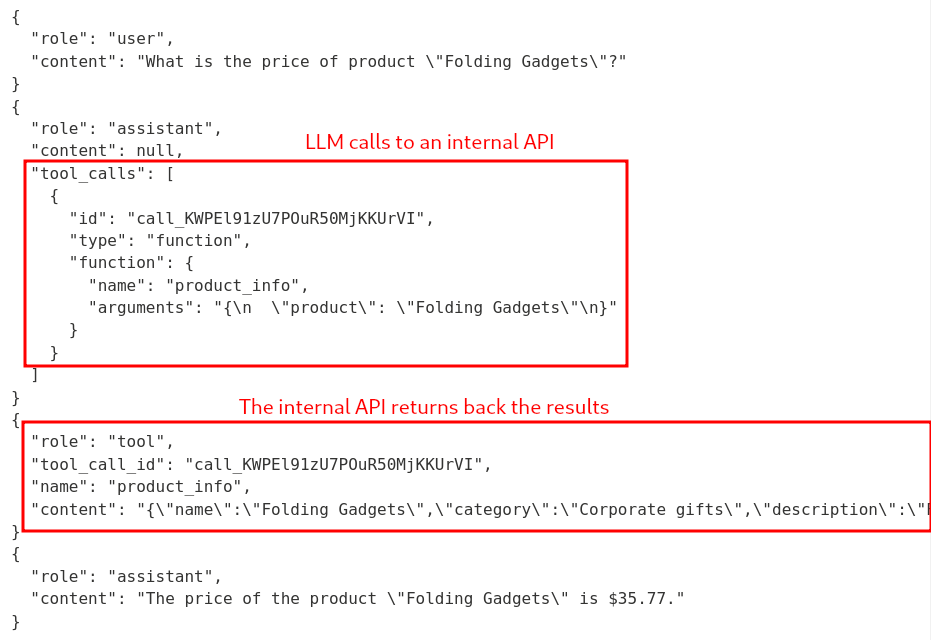 {
  "role": "user",
  "content": "What is the price of product \"Folding Gadgets\"?"
}
{
  "role": "assistant",
LLM calls to an internal API
  "content": null,
  "tool_calls": [
    {
      "id": "call_KWPEl91zU7POuR50MjKKUrVI",
      "type": "function",
      "function": {
        "name": "product_info",
        "arguments": "{\n  \"product\": \"Folding Gadgets\"\n}"
      }
    }
  ]
}
The internal API returns back the results
{
  "role": "tool",
  "tool_call_id": "call_KWPEl91zU7POuR50MjKKUrVI",
  "name": "product_info",
  "content": "{\"name\":\"Folding Gadgets\",\"category\":\"Corporate gifts\",\"description\":\"
}
{
  "role": "assistant",
  "content": "The price of the product \"Folding Gadgets\" is $35.77."
}